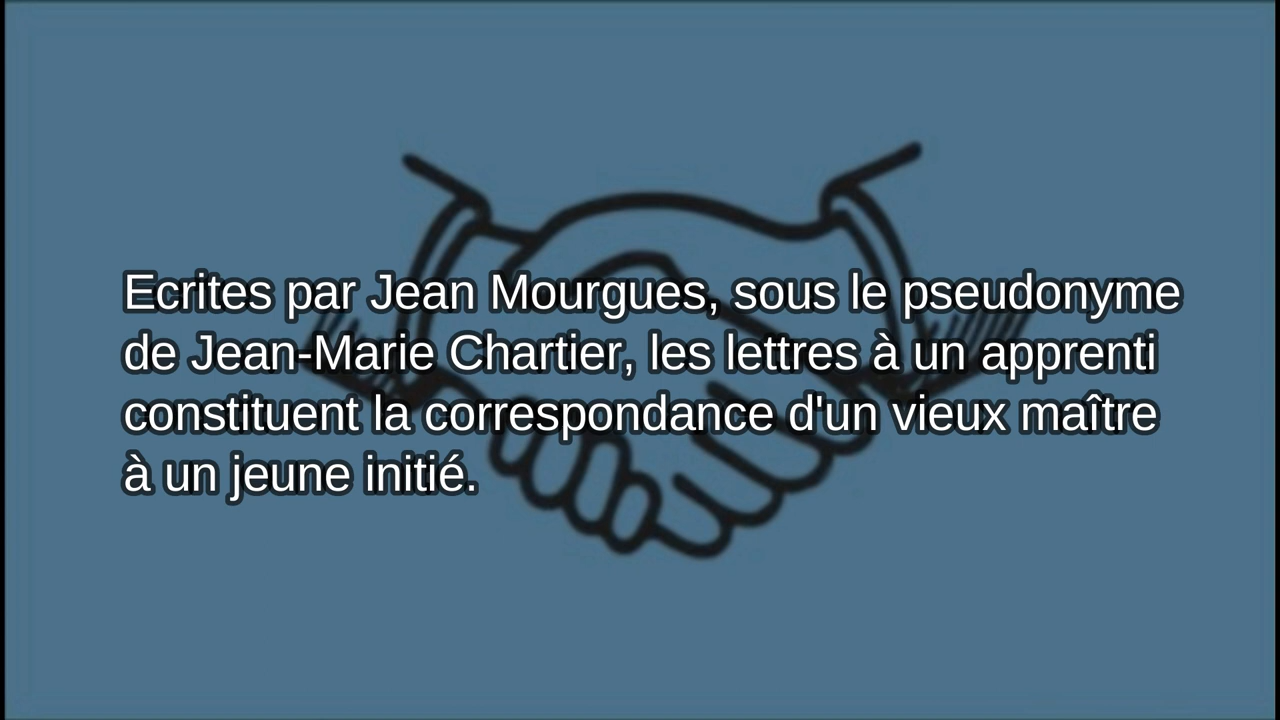 Ecrites par Jean Mourgues, sous le pseudonyme
de Jean-Marie Chartier, les lettres à un apprenti
constituent la correspondance d'un vieux maître
à un jeune initié.